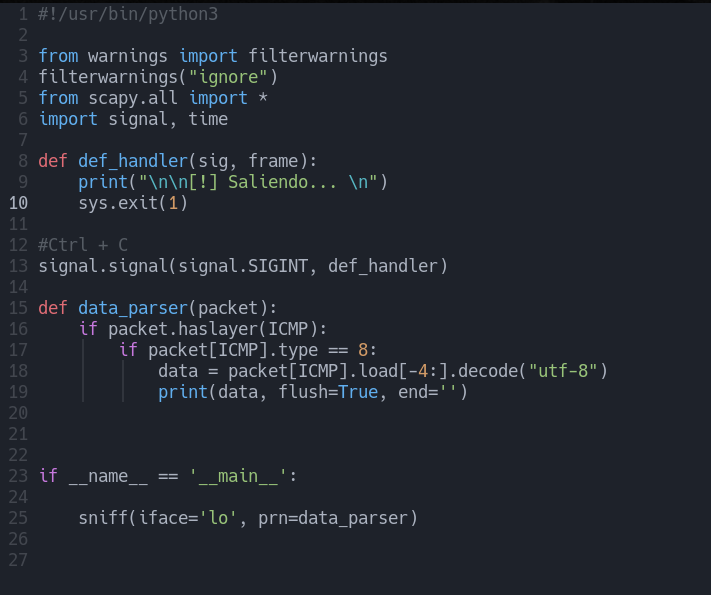 1 #!/usr/bin/python3
2
3 from warnings import filterwarnings
4 filterwarnings("ignore")
5 from scapy.all import *
6 import signal, time
7
8 def def_handler(sig, frame):
9     print("\n\n[!] Saliendo... \n")
10     sys.exit(1)
11
12 #Ctrl + C
13 signal.signal(signal.SIGINT, def_handler)
14
15 def data_parser(packet):
16     if packet.haslayer(ICMP):
17         if packet[ICMP].type == 8:
18             data = packet[ICMP].load[-4:].decode("utf-8")
19             print(data, flush=True, end='')
20
21
22
23 if __name__ == '__main__':
24
25     sniff(iface='lo', prn=data_parser)
26
27